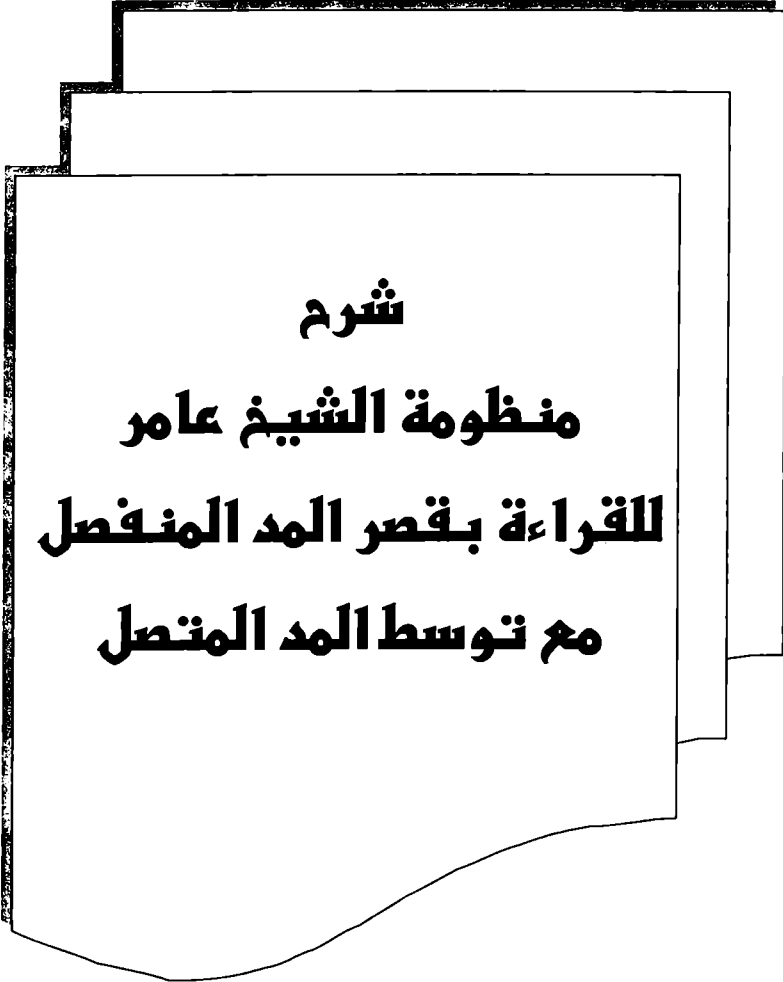 شرح
منظومة الشيخ عامر
للقراءة بقصر المد المنفصل
مع توسط المد المتصل